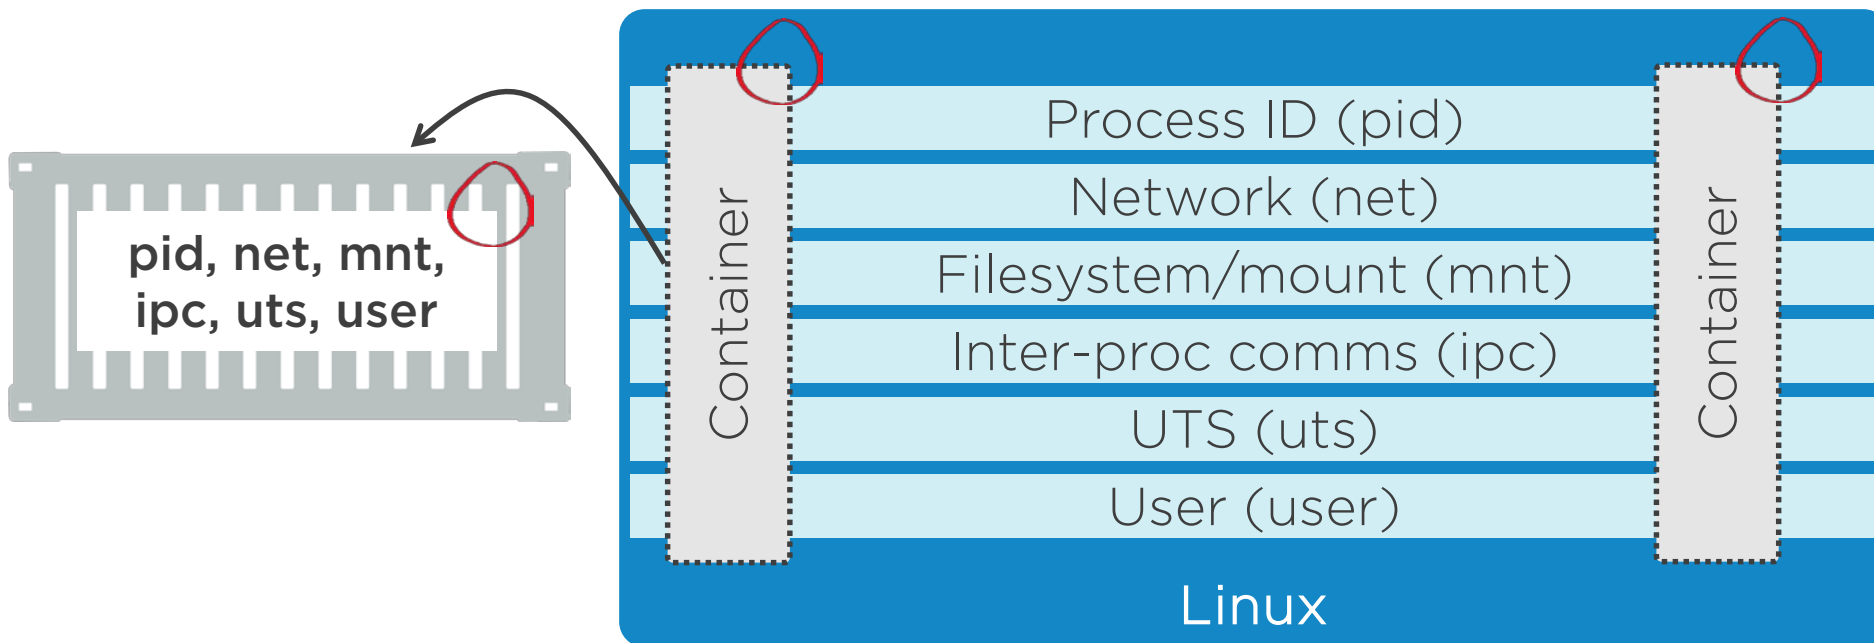 pid, net, mnt,
ipc, uts, user
Container
Process ID (pid)
Network (net)
Filesystem/mount (mnt)
Inter-proc comms (ipc)
UTS (uts)
User (user)
Container
Linux